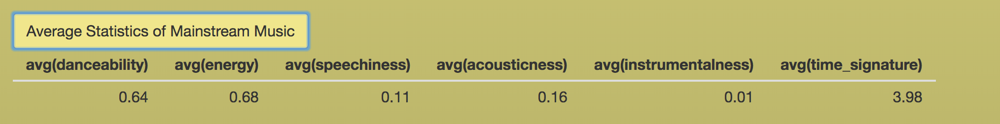 Average Statistics of Mainstream Music
avg(danceability) avg(energy) avg(speechiness) avg(acousticness) avg(instrumentalness) avg(time_signature)
0.64 0.68 0.11 0.16 0.01 3.98